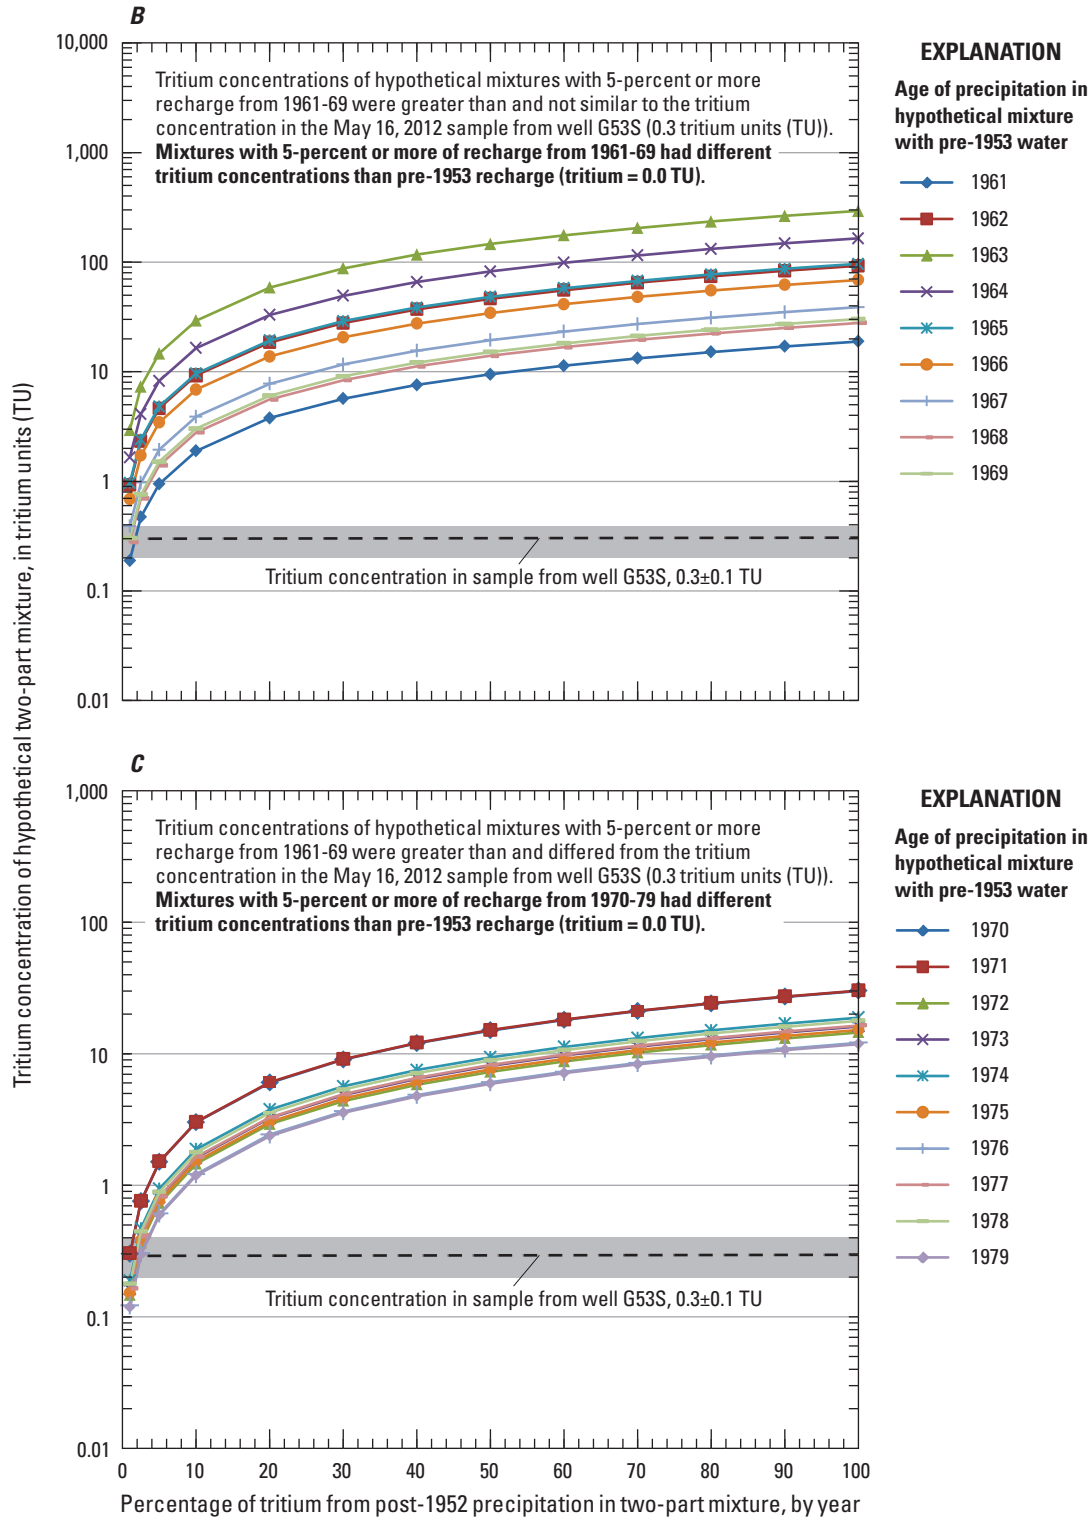 B
10,000
1,000
100
10
1
0.1
0.01
Tritium concentrations of hypothetical mixtures with 5-percent or more
recharge from 1961-69 were greater than and not similar to the tritium
concentration in the May 16, 2012 sample from well G53S (0.3 tritium units (TU)).
Mixtures with 5-percent or more of recharge from 1961-69 had different
tritium concentrations than pre-1953 recharge (tritium = 0.0 TU).
Tritium concentration in sample from well G53S, 0.3±0.1 TU
EXPLANATION
Age of precipitation in
hypothetical mixture
with pre-1953 water
1961
1962
1963
1964
1965
1966
1967
1968
1969
Tritium concentration of hypothetical two-part mixture, in tritium units (TU)
C
1,000
100
10
1
0.1
0.01
Tritium concentrations of hypothetical mixtures with 5-percent or more
recharge from 1961-69 were greater than and differed from the tritium
concentration in the May 16, 2012 sample from well G53S (0.3 tritium units (TU)).
Mixtures with 5-percent or more of recharge from 1970-79 had different
tritium concentrations than pre-1953 recharge (tritium = 0.0 TU).
Tritium concentration in sample from well G53S, 0.3±0.1 TU
EXPLANATION
Age of precipitation in
hypothetical mixture
with pre-1953 water
1970
1971
1972
1973
1974
1975
1976
1977
1978
1979
0 10 20 30 40 50 60 70 80 90 100
Percentage of tritium from post-1952 precipitation in two-part mixture, by year